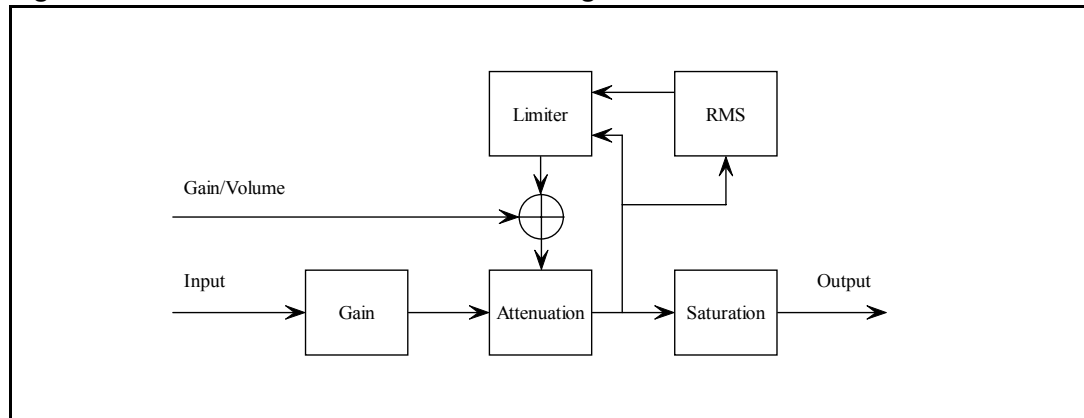 Limiter
RMS
Gain/Volume
Input
Output
Gain
Attenuation
Saturation